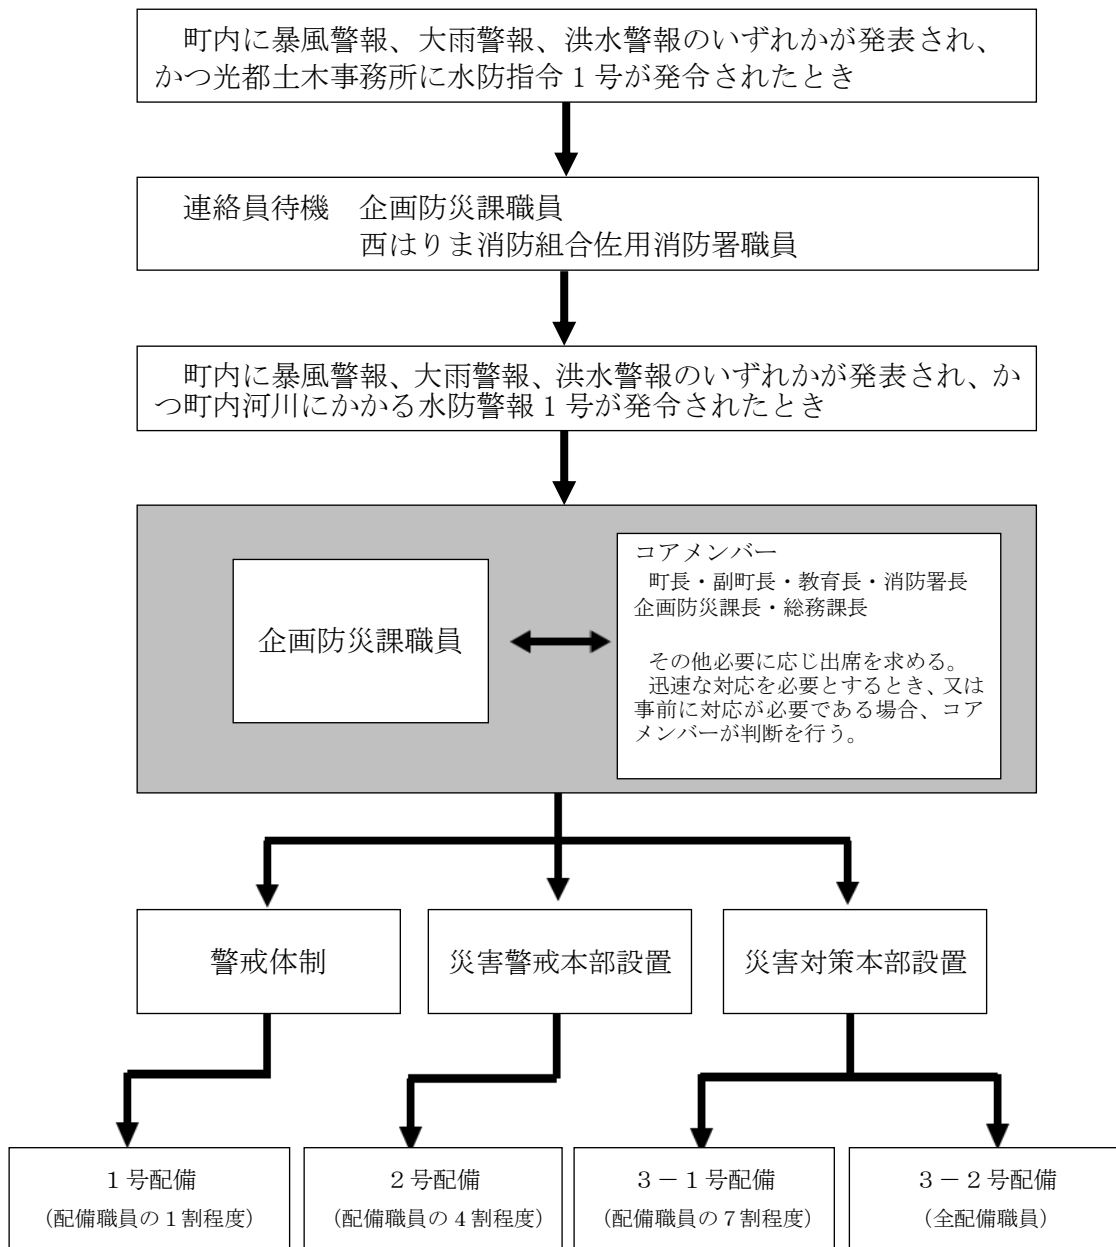 町内に暴風警報、大雨警報、洪水警報のいずれかが発表され、
かつ光都土木事務所に水防指令1号が発令されたとき
連絡員待機　企画防災課職員
西はりま消防組合佐用消防署職員
町内に暴風警報、大雨警報、洪水警報のいずれかが発表され、か
つ町内河川にかかる水防警報1号が発令されたとき
企画防災課職員
コアメンバー
町長・副町長・教育長・消防署長
企画防災課長・総務課長
その他必要に応じ出席を求める。
迅速な対応を必要とするとき、又は
事前に対応が必要である場合、コア
メンバーが判断を行う。
警戒体制
災害警戒本部設置
災害対策本部設置
1号配備
（配備職員の1割程度）
2号配備
（配備職員の4割程度）
3－1号配備
（配備職員の7割程度）
3－2号配備
（全配備職員）